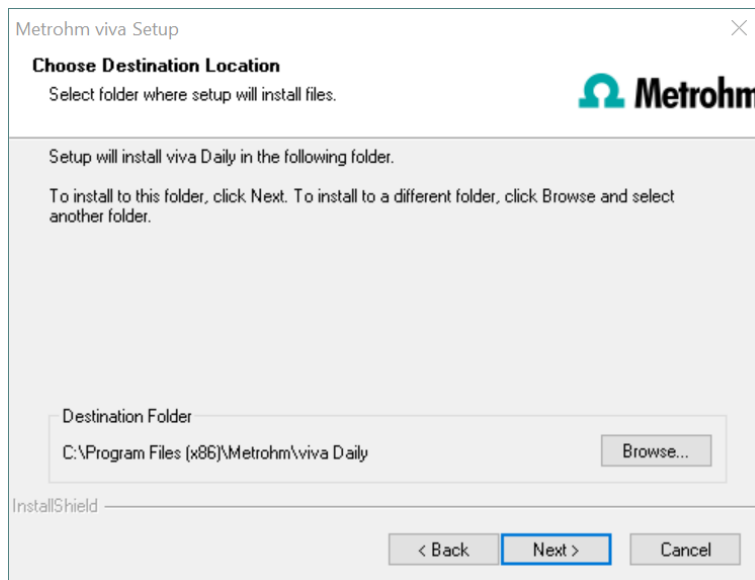 Metrohm viva Setup
Choose Destination Location
Select folder where setup will install files.
Metrohm
Setup will install viva Daily in the following folder.
To install to this folder, click Next. To install to a different folder, click Browse and select
another folder.
Destination Folder
C:\Program Files (x86)\Metrohm\viva Daily
Browse...
InstallShield
< Back
Next >
Cancel